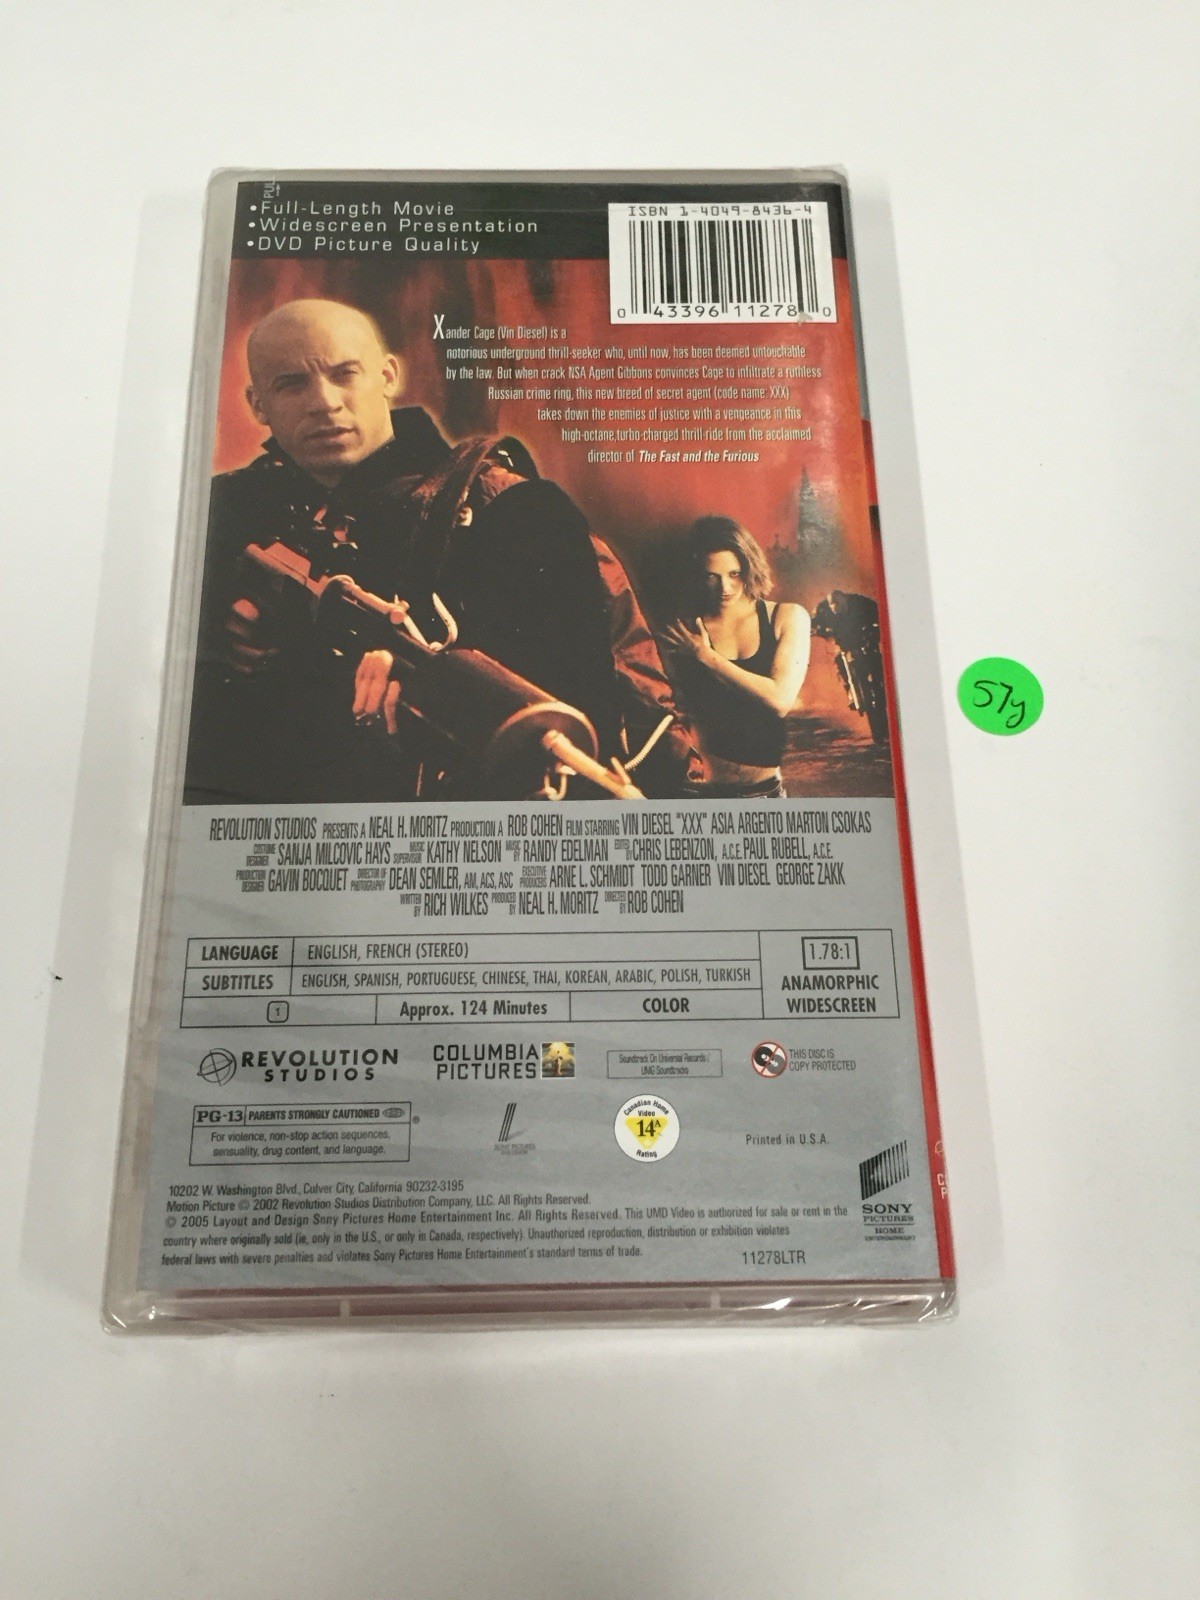 PUL
•Full-Length Movie
•Widescreen Presentation
•DVD Picture Quality
ISBN 1-4049-8436-4
0 43396 11278 0
Xander Cage (Vin Diesel) is a
notorious underground thrill-seeker who, until now, has been deemed untouchable
by the law. But when crack NSA Agent Gibbons convinces Cage to infiltrate a ruthless
Russian crime ring, this new breed of secret agent (code name: XXX)
takes down the enemies of justice with a vengeance in this
high-octane, turbo-charged thrill-ride from the acclaimed
director of The Fast and the Furious
57y
REVOLUTION STUDIOS PRESENTS A NEAL H. MORITZ PRODUCTION A ROB COHEN FILM STARRING VIN DIESEL "XXX" ASIA ARGENTO MARTON CSOKAS
COSTUME DESIGNER SANJA MILCOVIC HAYS MUSIC SUPERVISOR KATHY NELSON MUSIC BY RANDY EDELMAN EDITED BY CHRIS LEBENZON, A.C.E. PAUL RUBELL, A.C.E.
PRODUCTION DESIGNER GAVIN BOCQUET DIRECTOR OF PHOTOGRAPHY DEAN SEMLER, AM, ACS, ASC EXECUTIVE PRODUCERS ARNE L. SCHMIDT TODD GARNER VIN DIESEL GEORGE ZAKK
WRITTEN BY RICH WILKES PRODUCED BY NEAL H. MORITZ DIRECTED BY ROB COHEN
LANGUAGE ENGLISH, FRENCH (STEREO)
SUBTITLES ENGLISH, SPANISH, PORTUGUESE, CHINESE, THAI, KOREAN, ARABIC, POLISH, TURKISH
1 Approx. 124 Minutes COLOR
1.78:1
ANAMORPHIC
WIDESCREEN
REVOLUTION
STUDIOS
COLUMBIA
PICTURES
Soundtrack On Universal Records /
UMG Soundtracks
THIS DISC IS
COPY PROTECTED
PG-13 PARENTS STRONGLY CAUTIONED ®
For violence, non-stop action sequences,
sensuality, drug content, and language.
SONY PICTURES
Canadian Home
Video
14A
Rating
Printed in U.S.A.
SONY
PICTURES
HOME
ENTERTAINMENT
10202 W. Washington Blvd., Culver City, California 90232-3195
Motion Picture © 2002 Revolution Studios Distribution Company, LLC. All Rights Reserved.
© 2005 Layout and Design Sony Pictures Home Entertainment Inc. All Rights Reserved. This UMD Video is authorized for sale or rent in the
country where originally sold (ie, only in the U.S., or only in Canada, respectively). Unauthorized reproduction, distribution or exhibition violates
federal laws with severe penalties and violates Sony Pictures Home Entertainment's standard terms of trade.
11278LTR